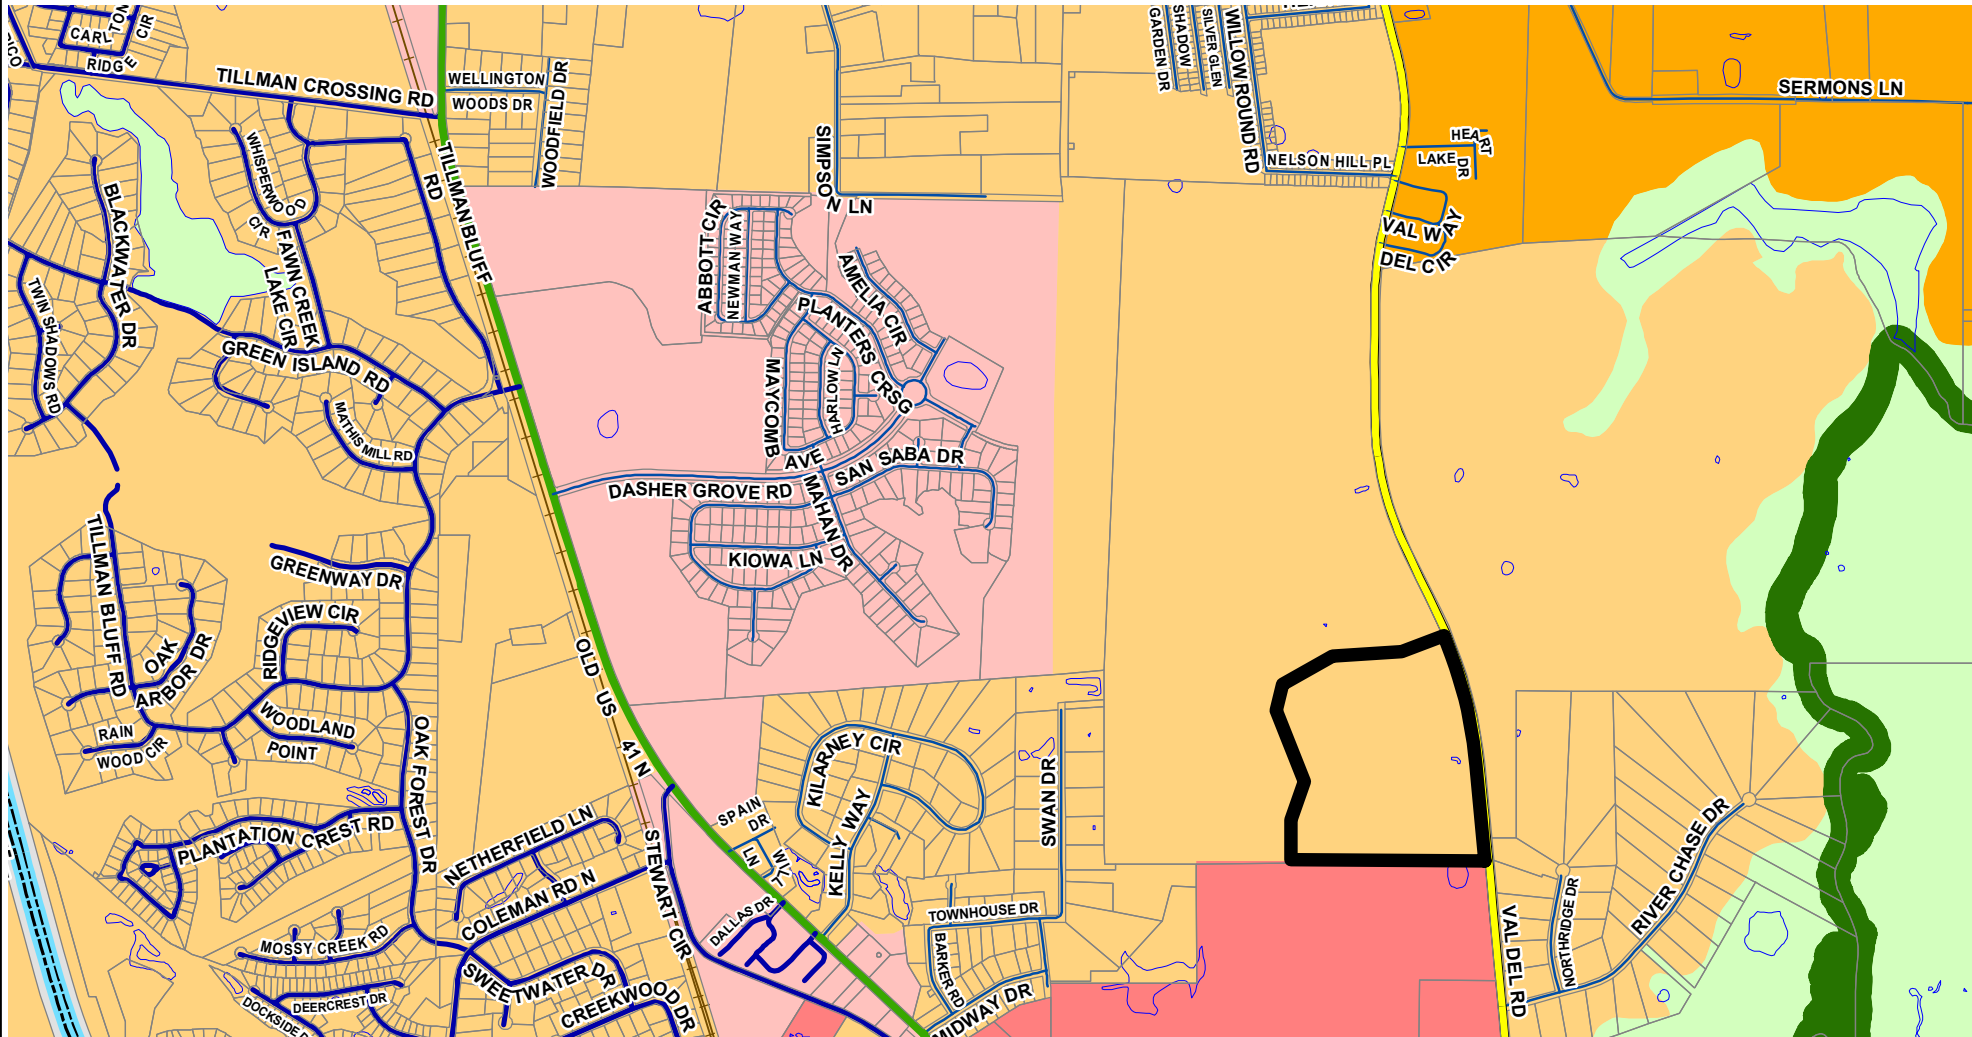 CARLTON
CIR
RIDGE
TILLMAN CROSSING RD
WELLINGTON
WOODS DR
WOODFIELD DR
SIMPSON LN
GARDEN DR
SHADOW
SILVER GLEN
WILLOW ROUND RD
SERMONS LN
HEART
LAKE
DR
NELSON HILL PL
VAL WAY
DEL CIR
WHISPERWOOD
CIR
TILLMAN BLUFF
RD
BLACKWATER DR
FAWN CREEK
LAKE CIR
TWIN SHADOWS RD
GREEN ISLAND RD
MATHIS MILL RD
ABBOTT CIR
NEWMAN WAY
AMELIA CIR
PLANTERS CRSG
HARLOW LN
MAYCOMB
AVE
SAN SABA DR
DASHER GROVE RD
MAHAN DR
KIOWA LN
TILLMAN BLUFF RD
GREENWAY DR
RIDGEVIEW CIR
OAK
ARBOR DR
RAIN
WOOD CIR
WOODLAND
POINT
OAK FOREST DR
OLD US
41 N
KILARNEY CIR
KELLY WAY
SPAIN
DR
WILY
LN
SWAN DR
PLANTATION CREST RD
NETHERFIELD LN
COLEMAN RD N
STEWART CIR
DALLAS DR
TOWNHOUSE DR
BARKER RD
MIDWAY DR
MOSSY CREEK RD
DEERCREST DR
DOCKSIDE
SWEETWATER DR
CREEKWOOD DR
VAL DEL RD
NORTHRIDGE DR
RIVER CHASE DR